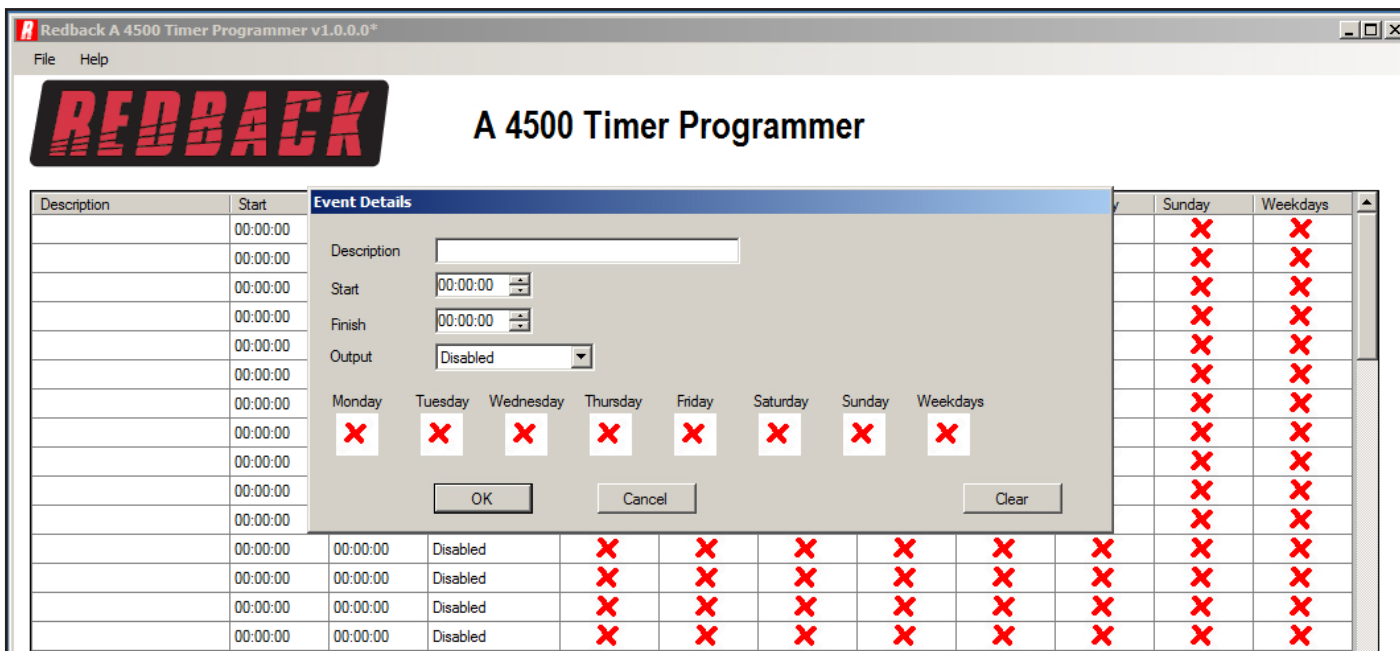 Redback A 4500 Timer Programmer v1.0.0.0*
File Help
REDBACK
A 4500 Timer Programmer
Description Start y Sunday Weekdays
Event Details
00:00:00
00:00:00
00:00:00
00:00:00
00:00:00
00:00:00
00:00:00
00:00:00
00:00:00
00:00:00
00:00:00
Description
Start 00:00:00
Finish 00:00:00
Output Disabled
Monday Tuesday Wednesday Thursday Friday Saturday Sunday Weekdays
OK Cancel Clear
00:00:00 00:00:00 Disabled
00:00:00 00:00:00 Disabled
00:00:00 00:00:00 Disabled
00:00:00 00:00:00 Disabled